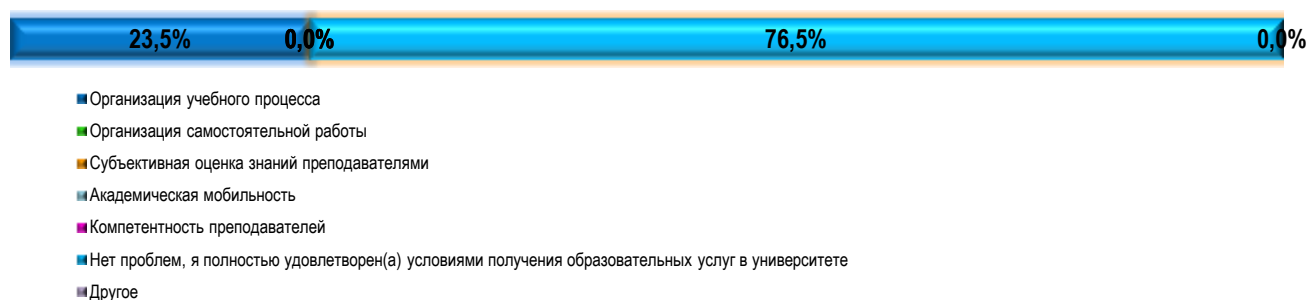 23,5% 0,0% 76,5% 0,0%
Организация учебного процесса
Организация самостоятельной работы
Субъективная оценка знаний преподавателями
Академическая мобильность
Компетентность преподавателей
Нет проблем, я полностью удовлетворен(а) условиями получения образовательных услуг в университете
Другое